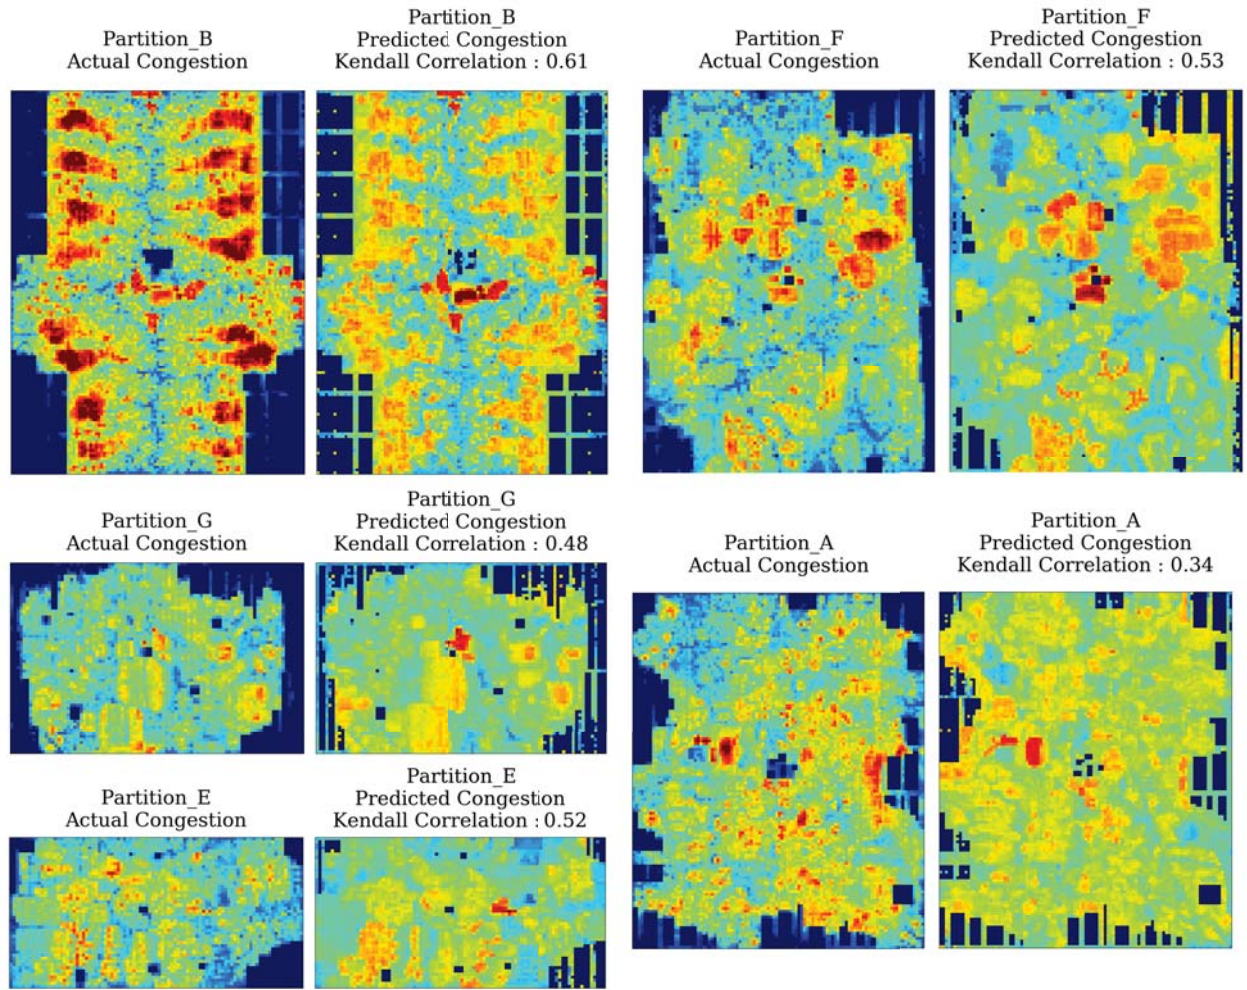 Partition_B
Actual Congestion
Partition_B
Predicted Congestion
Kendall Correlation : 0.61
Partition_F
Actual Congestion
Partition_F
Predicted Congestion
Kendall Correlation : 0.53
Partition_G
Actual Congestion
Partition_G
Predicted Congestion
Kendall Correlation : 0.48
Partition_A
Actual Congestion
Partition_A
Predicted Congestion
Kendall Correlation : 0.34
Partition_E
Actual Congestion
Partition_E
Predicted Congestion
Kendall Correlation : 0.52